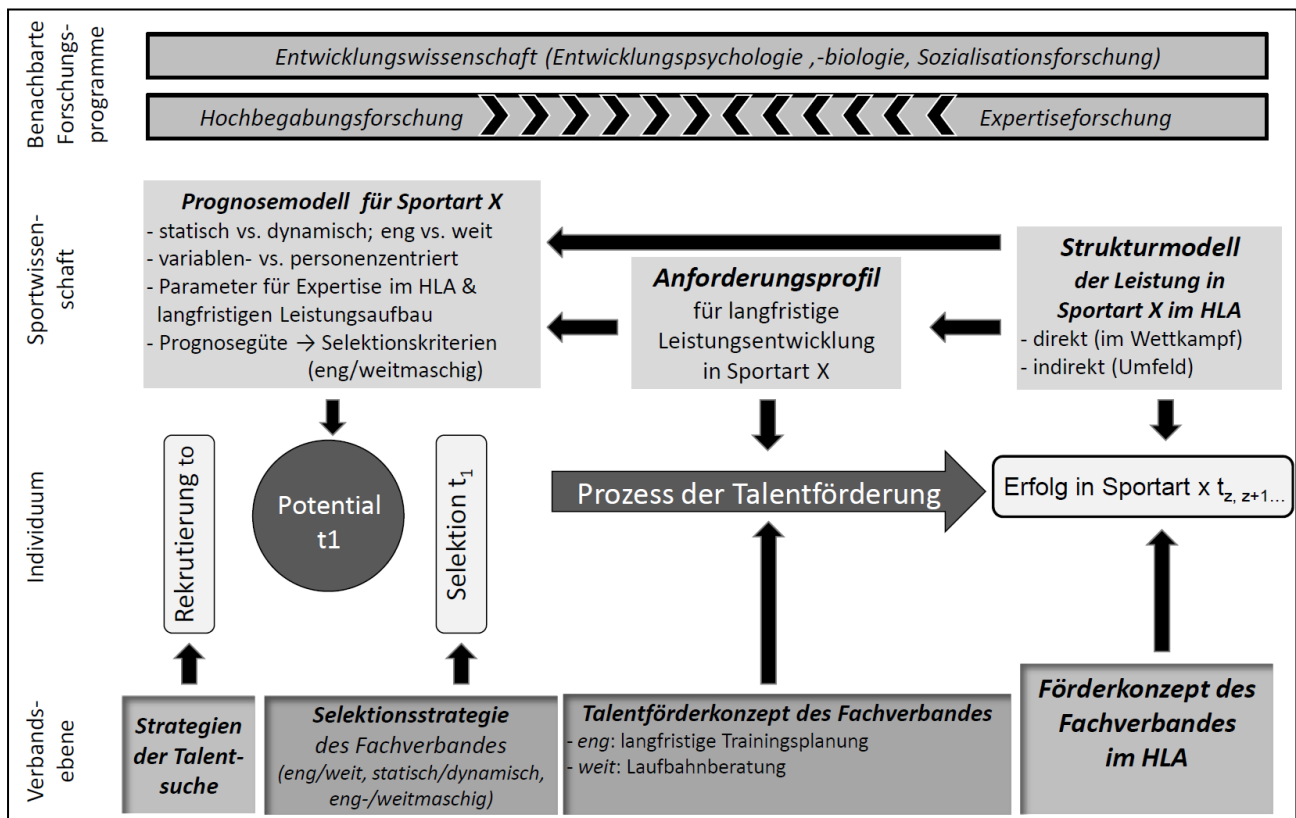 Benachbarte
Forschungs-
programme
Entwicklungswissenschaft (Entwicklungspsychologie ,-biologie, Sozialisationsforschung)
Hochbegabungsforschung
Expertiseforschung
Sportwissen-
schaft
Prognosemodell für Sportart X
- statisch vs. dynamisch; eng vs. weit
- variablen- vs. personenzentriert
- Parameter für Expertise im HLA &
langfristigen Leistungsaufbau
- Prognosegüte → Selektionskriterien
(eng/weitmaschig)
Anforderungsprofil
für langfristige
Leistungsentwicklung
in Sportart X
Strukturmodell
der Leistung in
Sportart X im HLA
- direkt (im Wettkampf)
- indirekt (Umfeld)
Individuum
Rekrutierung to
Potential
t1
Selektion t₁
Prozess der Talentförderung
Erfolg in Sportart x t z, z+1...
Verbands-
ebene
Strategien
der Talent-
suche
Selektionsstrategie
des Fachverbandes
(eng/weit, statisch/dynamisch,
eng-/weitmaschig)
Talentförderkonzept des Fachverbandes
- eng: langfristige Trainingsplanung
- weit: Laufbahnberatung
Förderkonzept des
Fachverbandes
im HLA